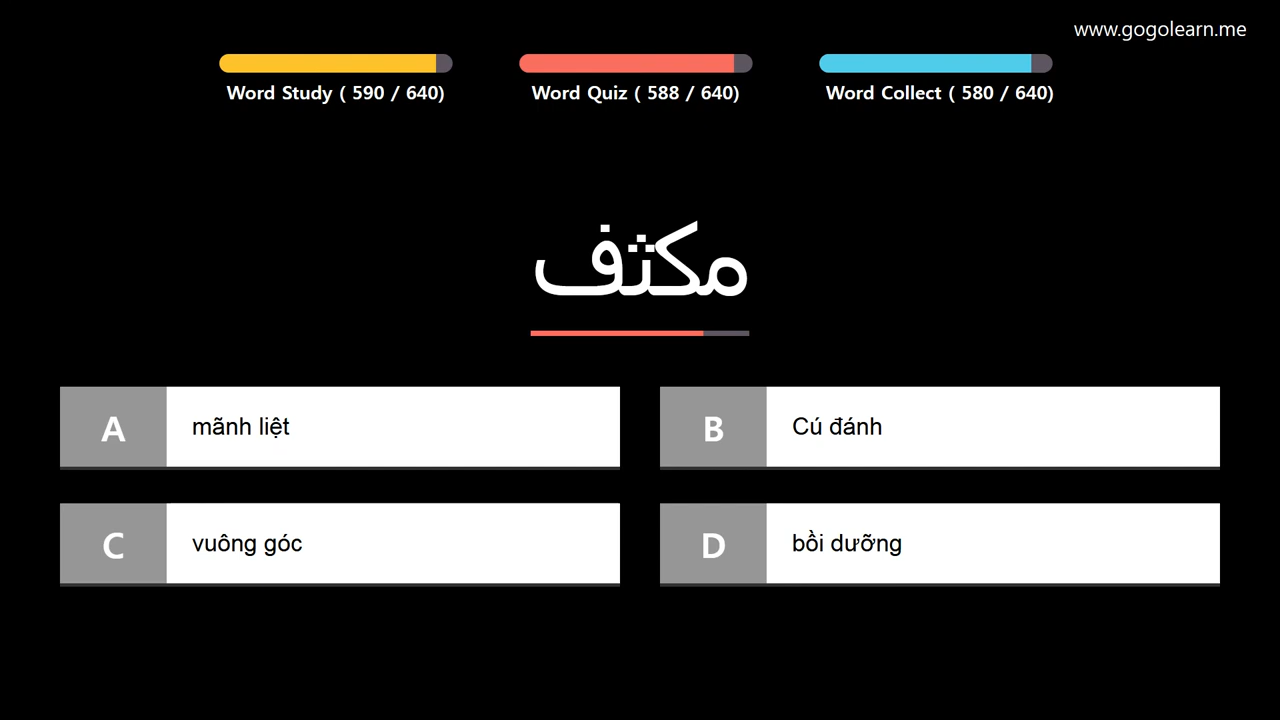 www.gogolearn.me
Word Study ( 590 / 640)
Word Quiz ( 588 / 640)
Word Collect ( 580 / 640)
مكثف
A mãnh liệt
B Cú đánh
C vuông góc
D bồi dưỡng